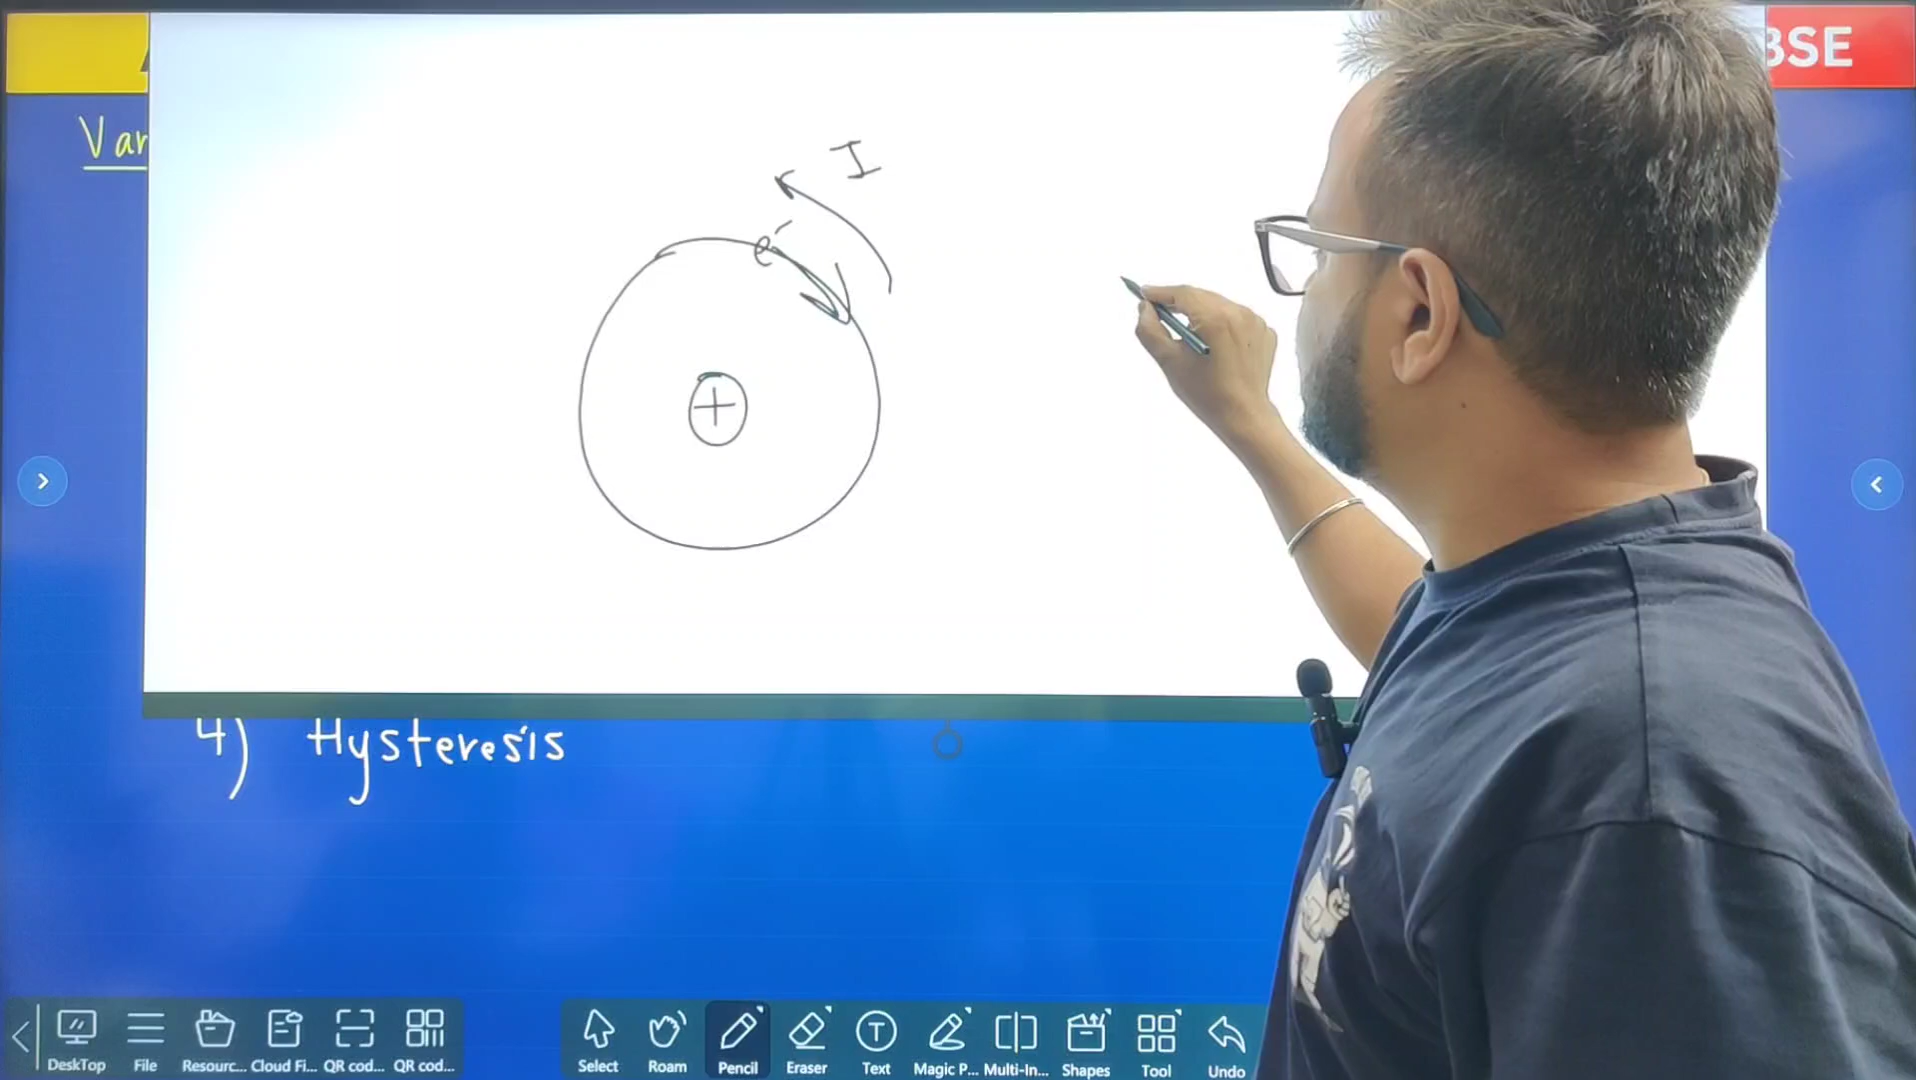 BSE
Var
I
e-
+
4) Hysteresis
DeskTop File Resourc... Cloud Fi... QR cod... QR cod... Select Roam Pencil Eraser Text Magic P... Multi-In... Shapes Tool Undo